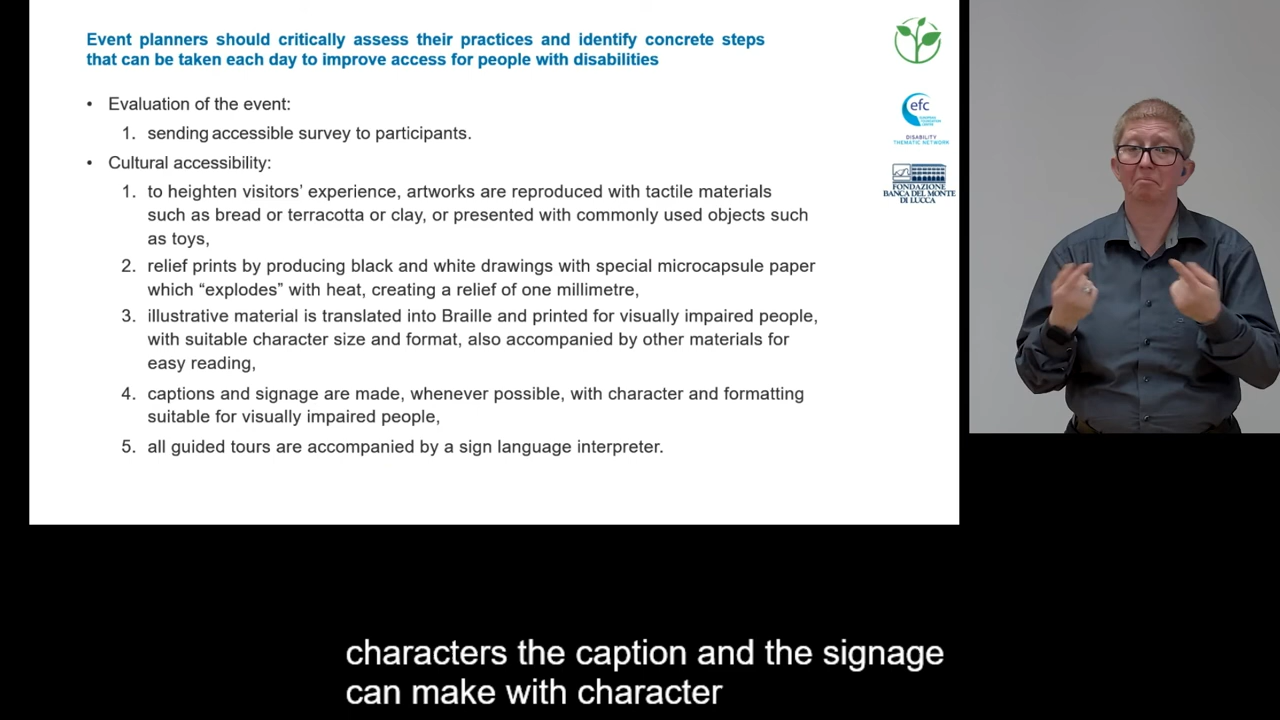 Event planners should critically assess their practices and identify concrete steps
that can be taken each day to improve access for people with disabilities
• Evaluation of the event:
1. sending accessible survey to participants.
• Cultural accessibility:
1. to heighten visitors’ experience, artworks are reproduced with tactile materials
such as bread or terracotta or clay, or presented with commonly used objects such
as toys,
2. relief prints by producing black and white drawings with special microcapsule paper
which “explodes” with heat, creating a relief of one millimetre,
3. illustrative material is translated into Braille and printed for visually impaired people,
with suitable character size and format, also accompanied by other materials for
easy reading,
4. captions and signage are made, whenever possible, with character and formatting
suitable for visually impaired people,
5. all guided tours are accompanied by a sign language interpreter.
efc
EUROPEAN FOUNDATION CENTRE
DISABILITY
THEMATIC NETWORK
FONDAZIONE
BANCA DEL MONTE
DI LUCCA
characters the caption and the signage
can make with character